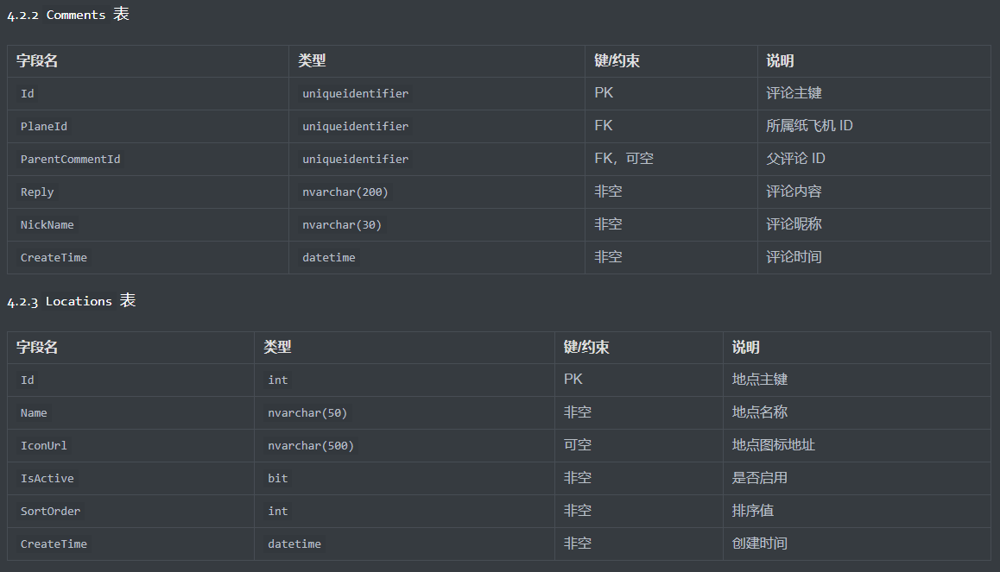 4.2.2 Comments 表
字段名 类型 键/约束 说明
Id uniqueidentifier PK 评论主键
PlaneId uniqueidentifier FK 所属纸飞机 ID
ParentCommentId uniqueidentifier FK，可空 父评论 ID
Reply nvarchar(200) 非空 评论内容
NickName nvarchar(30) 非空 评论昵称
CreateTime datetime 非空 评论时间
4.2.3 Locations 表
字段名 类型 键/约束 说明
Id int PK 地点主键
Name nvarchar(50) 非空 地点名称
IconUrl nvarchar(500) 可空 地点图标地址
IsActive bit 非空 是否启用
SortOrder int 非空 排序值
CreateTime datetime 非空 创建时间